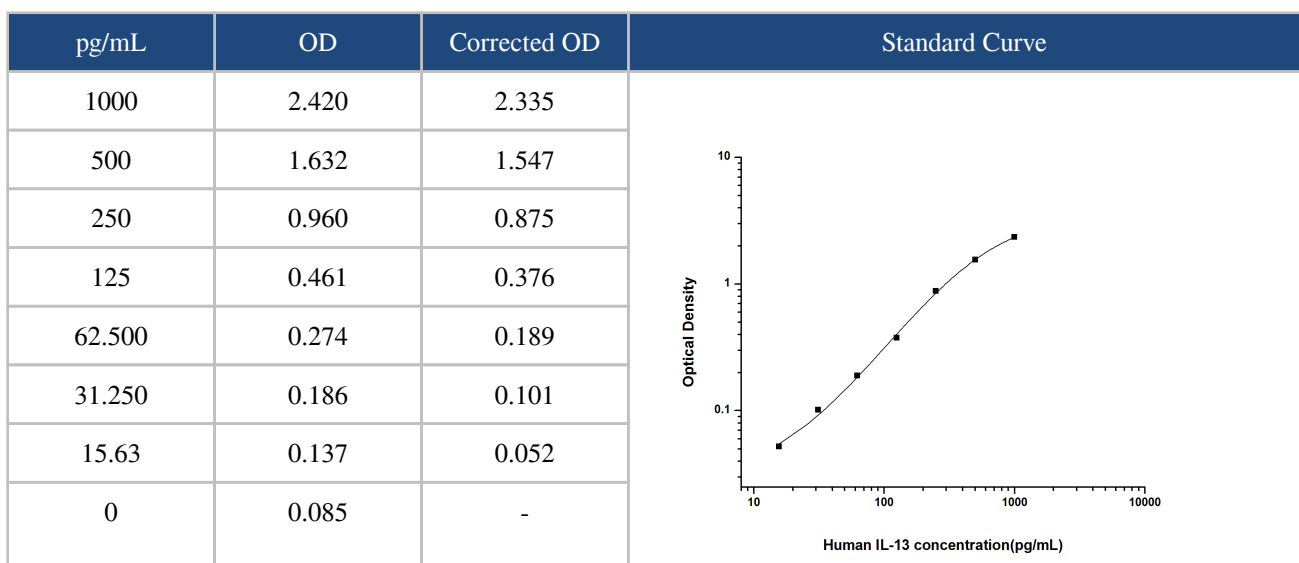 pg/mL OD Corrected OD Standard Curve
1000 2.420 2.335
500 1.632 1.547
250 0.960 0.875
125 0.461 0.376
62.500 0.274 0.189
31.250 0.186 0.101
15.63 0.137 0.052
0 0.085 -
10
1
0.1
Optical Density
10 100 1000 10000
Human IL-13 concentration(pg/mL)